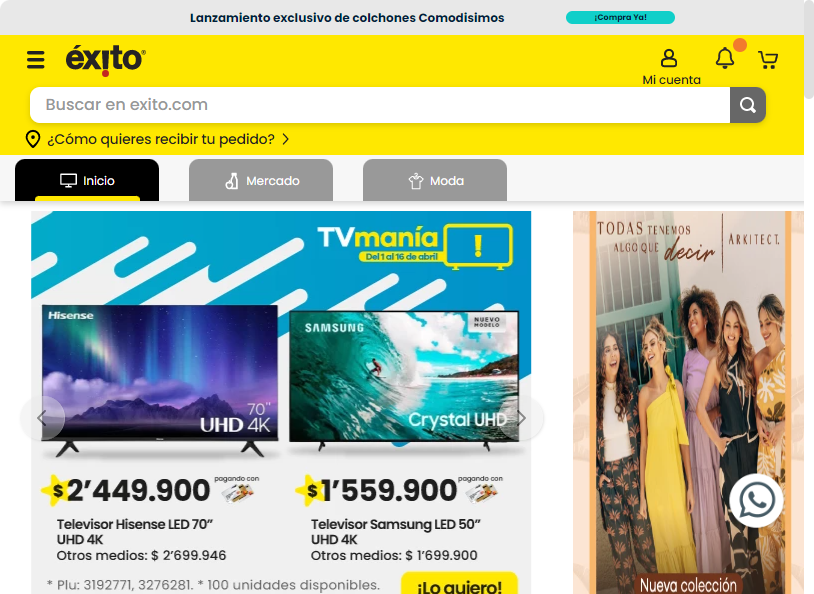 Lanzamiento exclusivo de colchones Comodisimos
¡Compra Ya!
éxito
Mi cuenta
Buscar en exito.com
¿Cómo quieres recibir tu pedido?
Inicio
Mercado
Moda
TVmanía
Del 1 al 16 de abril
Hisense
70"
UHD 4K
SAMSUNG
NUEVO
MODELO
Crystal UHD
$2'449.900
pagando con
Televisor Hisense LED 70"
UHD 4K
Otros medios: $ 2'699.946
$1'559.900
pagando con
Televisor Samsung LED 50"
UHD 4K
Otros medios: $ 1'699.900
* Plu: 3192771, 3276281. * 100 unidades disponibles.
¡Lo quiero!
TODAS TENEMOS
ALGO QUE decir
ARKITECT.
Nueva colección